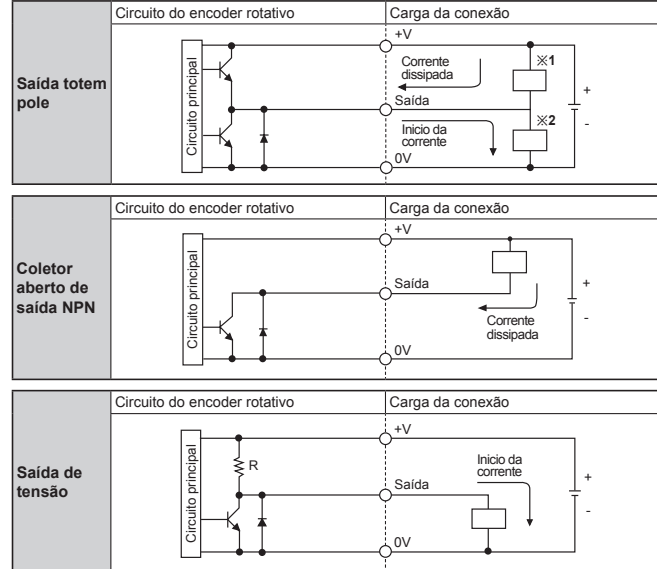 Saída totem
pole
Circuito do encoder rotativo
Carga da conexão
Circuito principal
+V
Corrente
dissipada
※1
Saída
Inicio da
corrente
※2
+
-
0V
Coletor
aberto de
saída NPN
Circuito do encoder rotativo
Carga da conexão
Circuito principal
+V
Saída
Corrente
dissipada
+
-
0V
Saída de
tensão
Circuito do encoder rotativo
Carga da conexão
Circuito principal
R
+V
Saída
Inicio da
corrente
+
-
0V